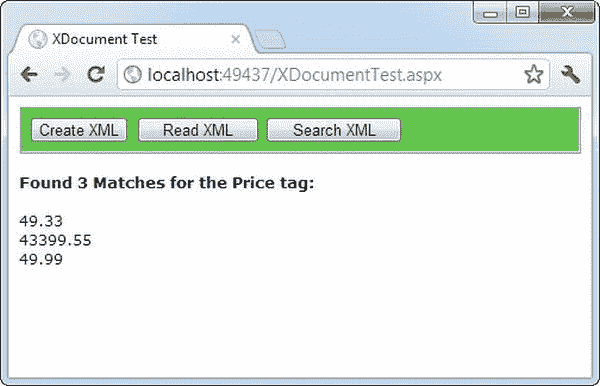 XDocument Test
localhost:49437/XDocumentTest.aspx
Create XML Read XML Search XML
Found 3 Matches for the Price tag:
49.33
43399.55
49.99